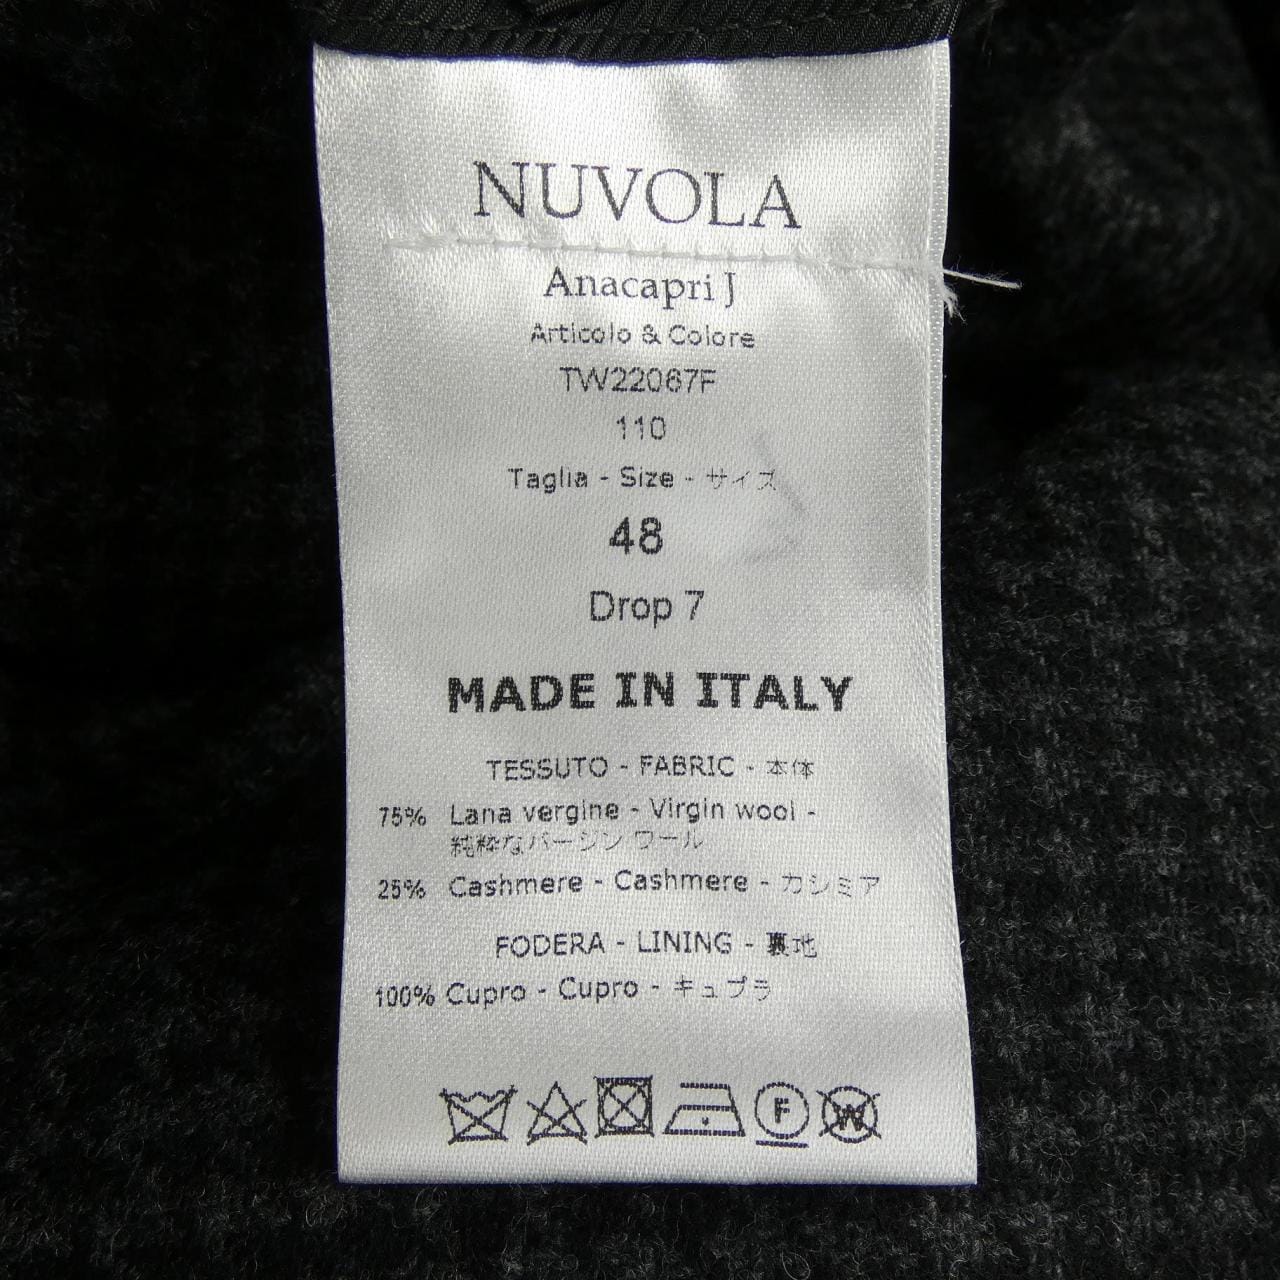 NUVOLA
Anacapri J
Articolo & Colore
TW22067F
110
Taglia - Size - サイズ
48
Drop 7
MADE IN ITALY
TESSUTO - FABRIC - 本体
75% Lana vergine - Virgin wool -
純粋なバージン ウール
25% Cashmere - Cashmere - カシミア
FODERA - LINING - 裏地
100% Cupro - Cupro - キュプラ
F W